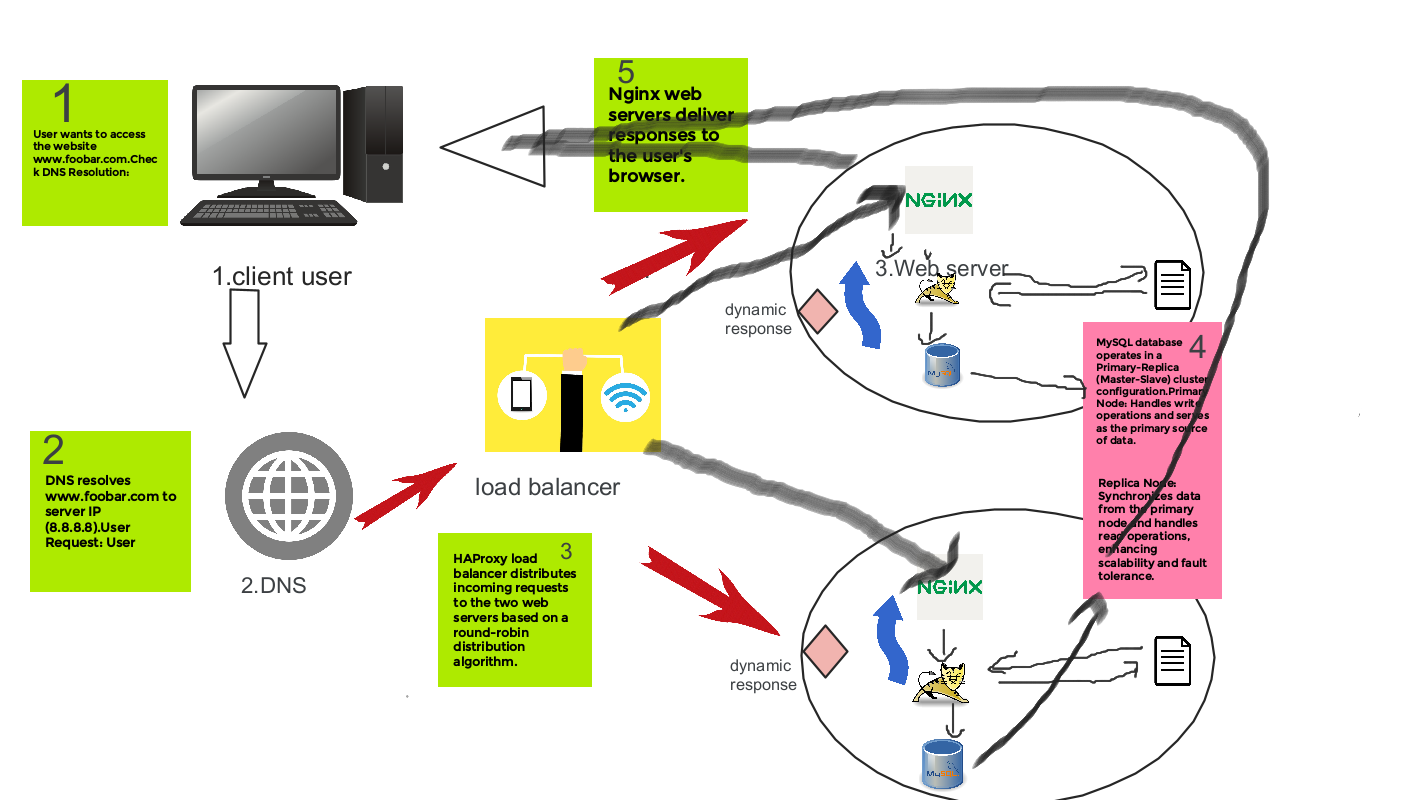 1
User wants to access
the website
www.foobar.com.Chec
k DNS Resolution:
1.client user
2
DNS resolves
www.foobar.com to
server IP
(8.8.8.8).User
Request: User
2.DNS
load balancer
3
HAProxy load
balancer distributes
incoming requests
to the two web
servers based on a
round-robin
distribution
algorithm.
5
Nginx web
servers deliver
responses to
the user's
browser.
NGiNX
3.Web server
dynamic
response
MySQL
4
MySQL database
operates in a
Primary-Replica
(Master-Slave) cluster
configuration.Primary
Node: Handles write
operations and serves
as the primary source
of data.
Replica Node:
Synchronizes data
from the primary
node and handles
read operations,
enhancing
scalability and fault
tolerance.
NGiNX
dynamic
response
MySQL